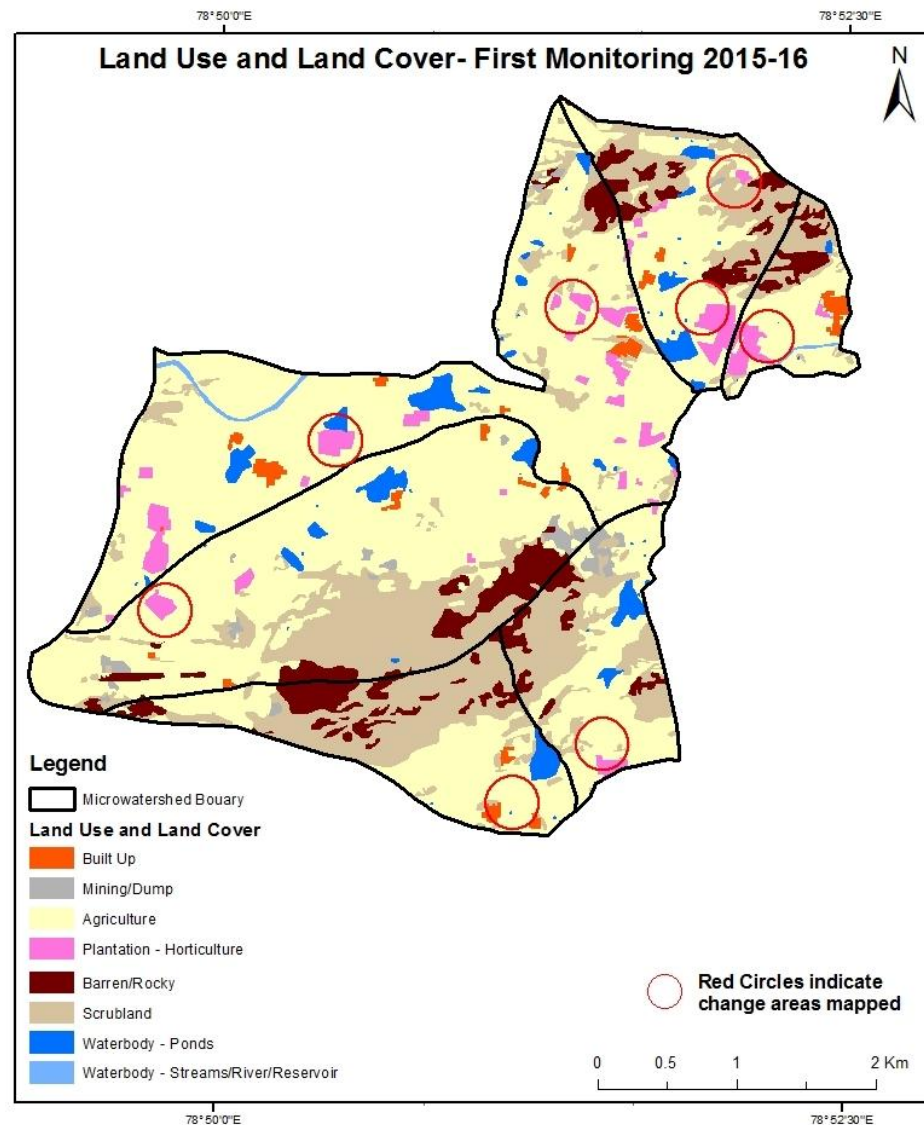 78°50'0"E
78°52'30"E
Land Use and Land Cover- First Monitoring 2015-16
N
Legend
Microwatershed Bouary
Land Use and Land Cover
Built Up
Mining/Dump
Agriculture
Plantation - Horticulture
Barren/Rocky
Scrubland
Waterbody - Ponds
Waterbody - Streams/River/Reservoir
Red Circles indicate
change areas mapped
0 0.5 1 2 Km
78°50'0"E
78°52'30"E